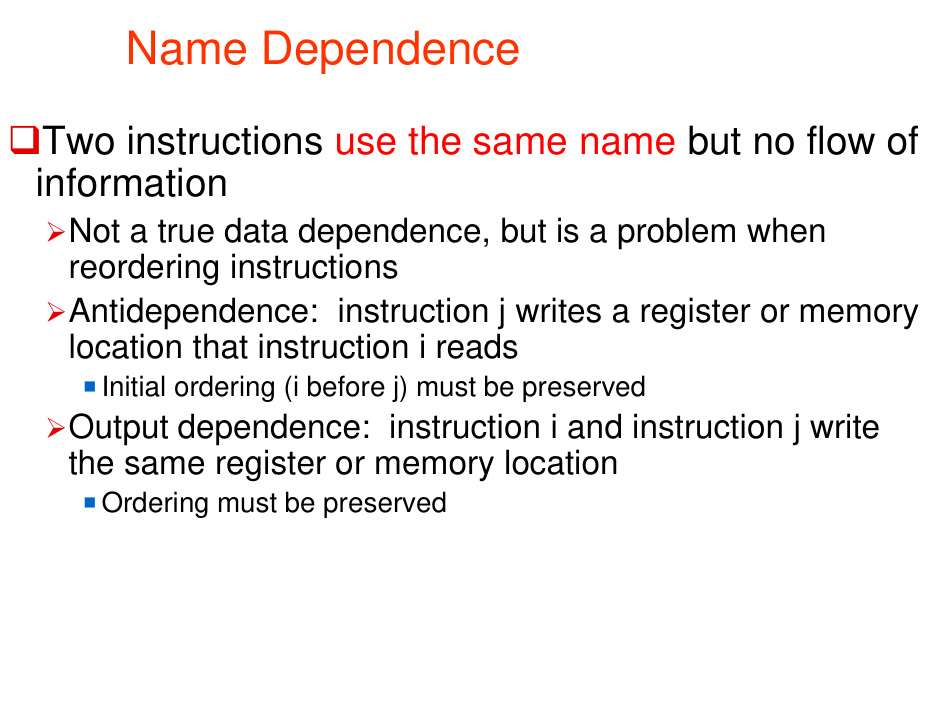 Name Dependence
❑Two instructions use the same name but no flow of
information
➢Not a true data dependence, but is a problem when
reordering instructions
➢Antidependence:  instruction j writes a register or memory
location that instruction i reads
▪Initial ordering (i before j) must be preserved
➢Output dependence:  instruction i and instruction j write
the same register or memory location
▪Ordering must be preserved